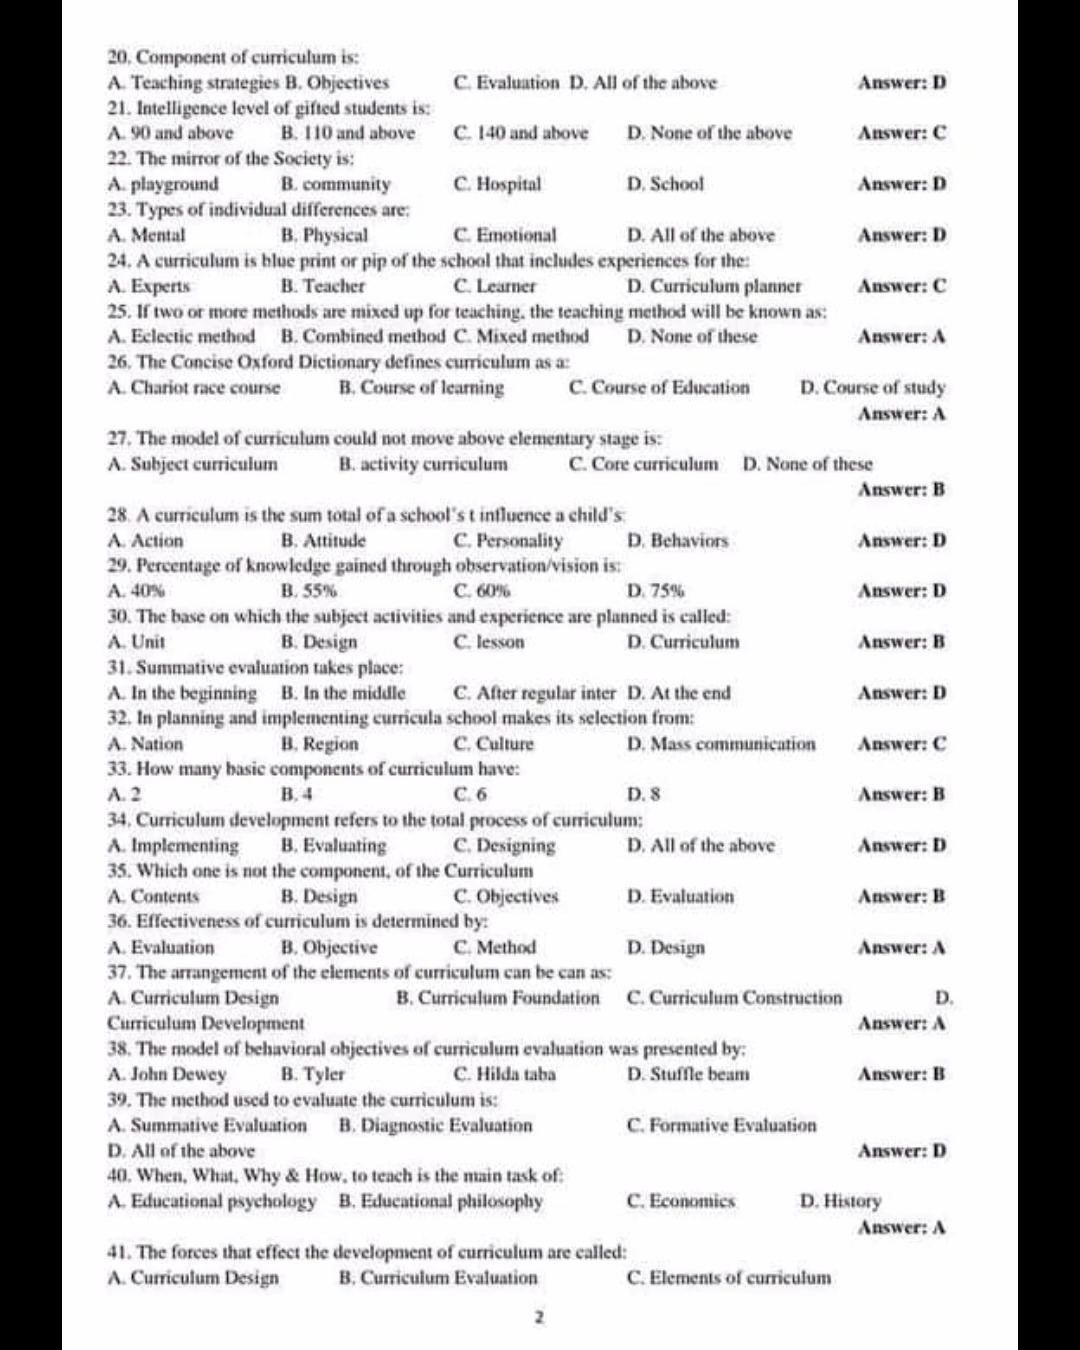 20. Component of curriculum is:
A. Teaching strategies B. Objectives C. Evaluation D. All of the above Answer: D
21. Intelligence level of gifted students is:
A. 90 and above B. 110 and above C. 140 and above D. None of the above Answer: C
22. The mirror of the Society is:
A. playground B. community C. Hospital D. School Answer: D
23. Types of individual differences are:
A. Mental B. Physical C. Emotional D. All of the above Answer: D
24. A curriculum is blue print or pip of the school that includes experiences for the:
A. Experts B. Teacher C. Learner D. Curriculum planner Answer: C
25. If two or more methods are mixed up for teaching, the teaching method will be known as:
A. Eclectic method B. Combined method C. Mixed method D. None of these Answer: A
26. The Concise Oxford Dictionary defines curriculum as a:
A. Chariot race course B. Course of learning C. Course of Education D. Course of study
Answer: A
27. The model of curriculum could not move above elementary stage is:
A. Subject curriculum B. activity curriculum C. Core curriculum D. None of these
Answer: B
28. A curriculum is the sum total of a school's t influence a child's:
A. Action B. Attitude C. Personality D. Behaviors Answer: D
29. Percentage of knowledge gained through observation/vision is:
A. 40% B. 55% C. 60% D. 75% Answer: D
30. The base on which the subject activities and experience are planned is called:
A. Unit B. Design C. lesson D. Curriculum Answer: B
31. Summative evaluation takes place:
A. In the beginning B. In the middle C. After regular inter D. At the end Answer: D
32. In planning and implementing curricula school makes its selection from:
A. Nation B. Region C. Culture D. Mass communication Answer: C
33. How many basic components of curriculum have:
A. 2 B. 4 C. 6 D. 8 Answer: B
34. Curriculum development refers to the total process of curriculum:
A. Implementing B. Evaluating C. Designing D. All of the above Answer: D
35. Which one is not the component, of the Curriculum
A. Contents B. Design C. Objectives D. Evaluation Answer: B
36. Effectiveness of curriculum is determined by:
A. Evaluation B. Objective C. Method D. Design Answer: A
37. The arrangement of the elements of curriculum can be can as:
A. Curriculum Design B. Curriculum Foundation C. Curriculum Construction D.
Curriculum Development Answer: A
38. The model of behavioral objectives of curriculum evaluation was presented by:
A. John Dewey B. Tyler C. Hilda taba D. Stuffle beam Answer: B
39. The method used to evaluate the curriculum is:
A. Summative Evaluation B. Diagnostic Evaluation C. Formative Evaluation
D. All of the above Answer: D
40. When, What, Why & How, to teach is the main task of:
A. Educational psychology B. Educational philosophy C. Economics D. History
Answer: A
41. The forces that effect the development of curriculum are called:
A. Curriculum Design B. Curriculum Evaluation C. Elements of curriculum
2